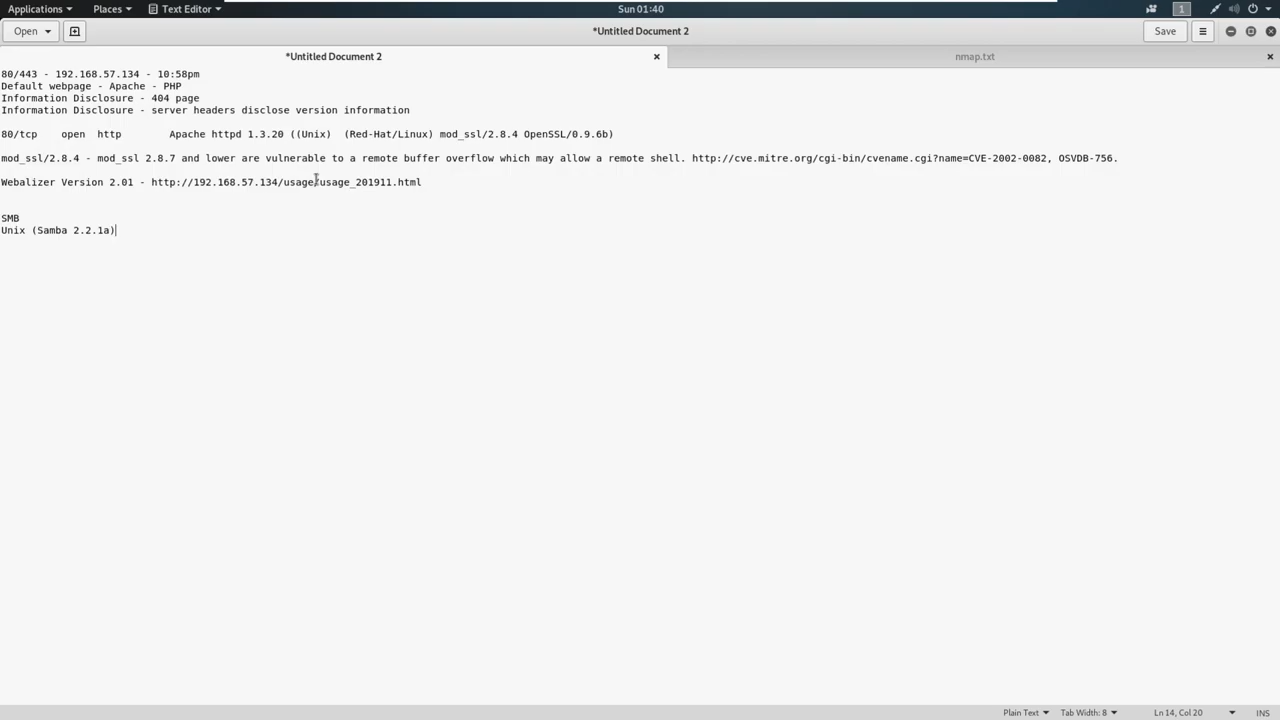 Applications Places Text Editor Sun 01:40 1
Open *Untitled Document 2 Save
*Untitled Document 2 nmap.txt
80/443 - 192.168.57.134 - 10:58pm
Default webpage - Apache - PHP
Information Disclosure - 404 page
Information Disclosure - server headers disclose version information
80/tcp    open  http       Apache httpd 1.3.20 ((Unix)  (Red-Hat/Linux) mod_ssl/2.8.4 OpenSSL/0.9.6b)
mod_ssl/2.8.4 - mod_ssl 2.8.7 and lower are vulnerable to a remote buffer overflow which may allow a remote shell. http://cve.mitre.org/cgi-bin/cvename.cgi?name=CVE-2002-0082, OSVDB-756.
Webalizer Version 2.01 - http://192.168.57.134/usage/usage_201911.html
SMB
Unix (Samba 2.2.1a)
Plain Text Tab Width: 8 Ln 14, Col 20 INS